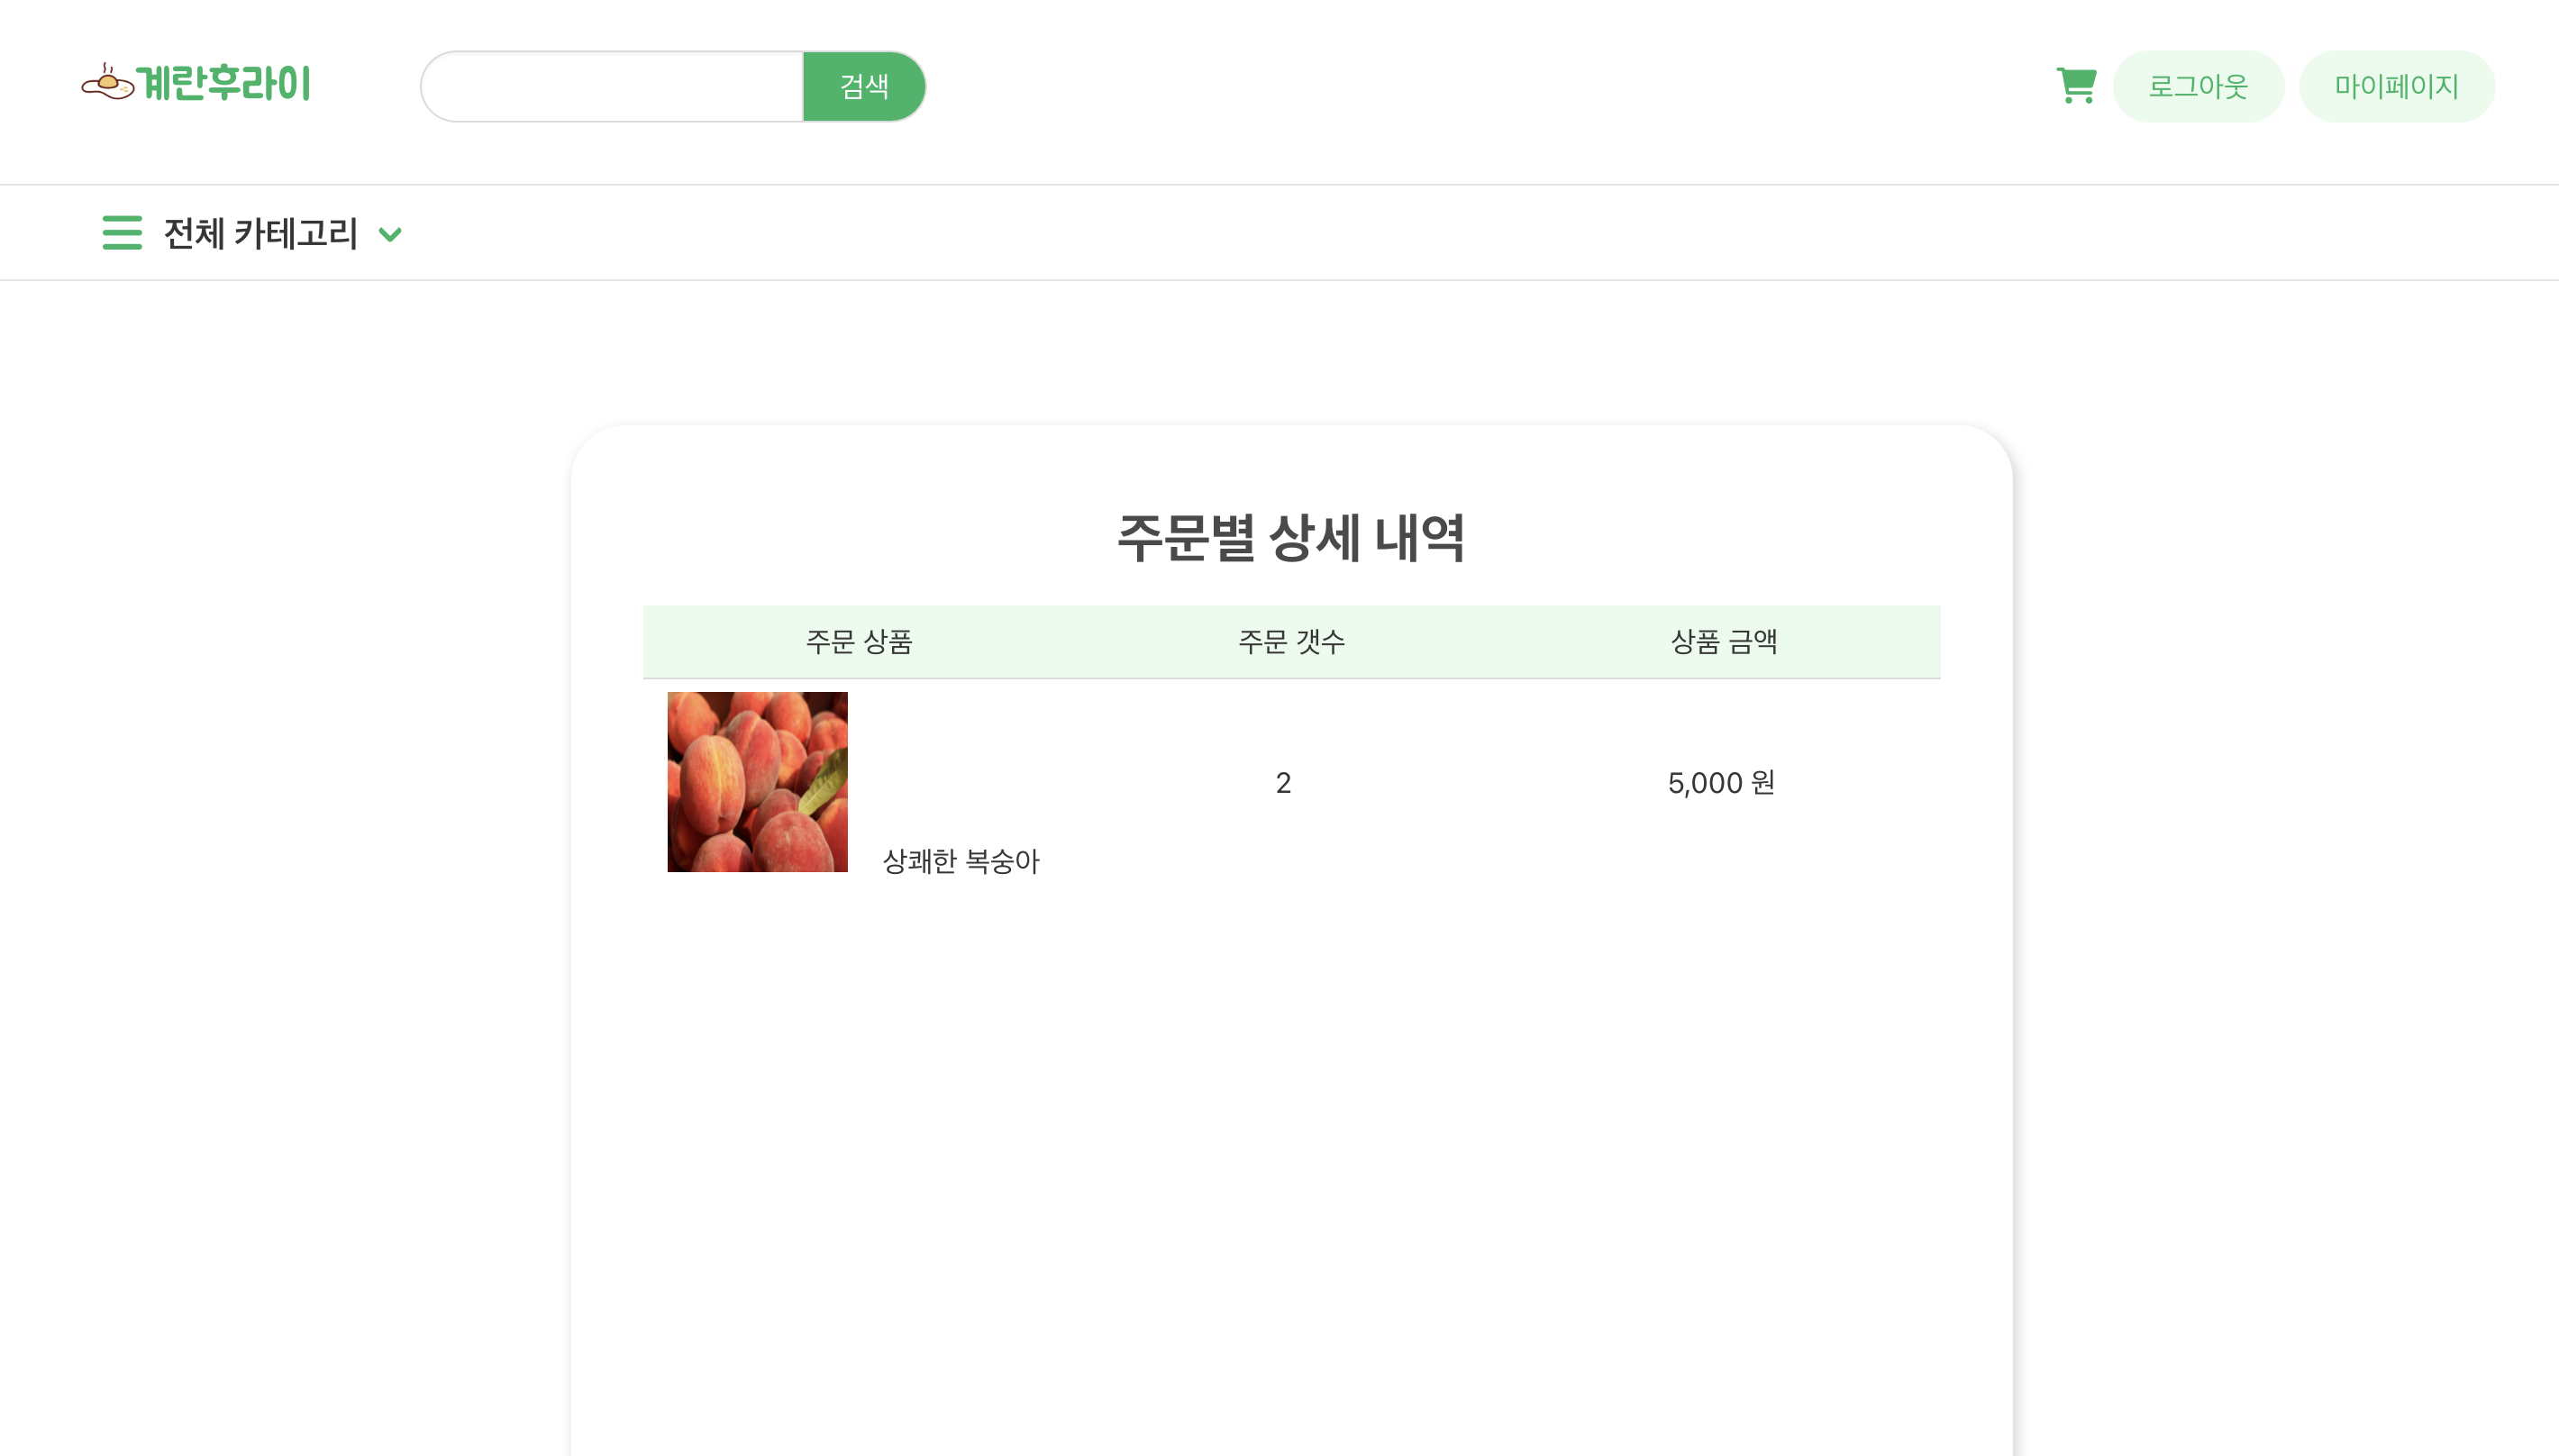 계란후라이
검색
로그아웃
마이페이지
전체 카테고리
주문별 상세 내역
주문 상품 주문 갯수 상품 금액
상쾌한 복숭아 2 5,000 원